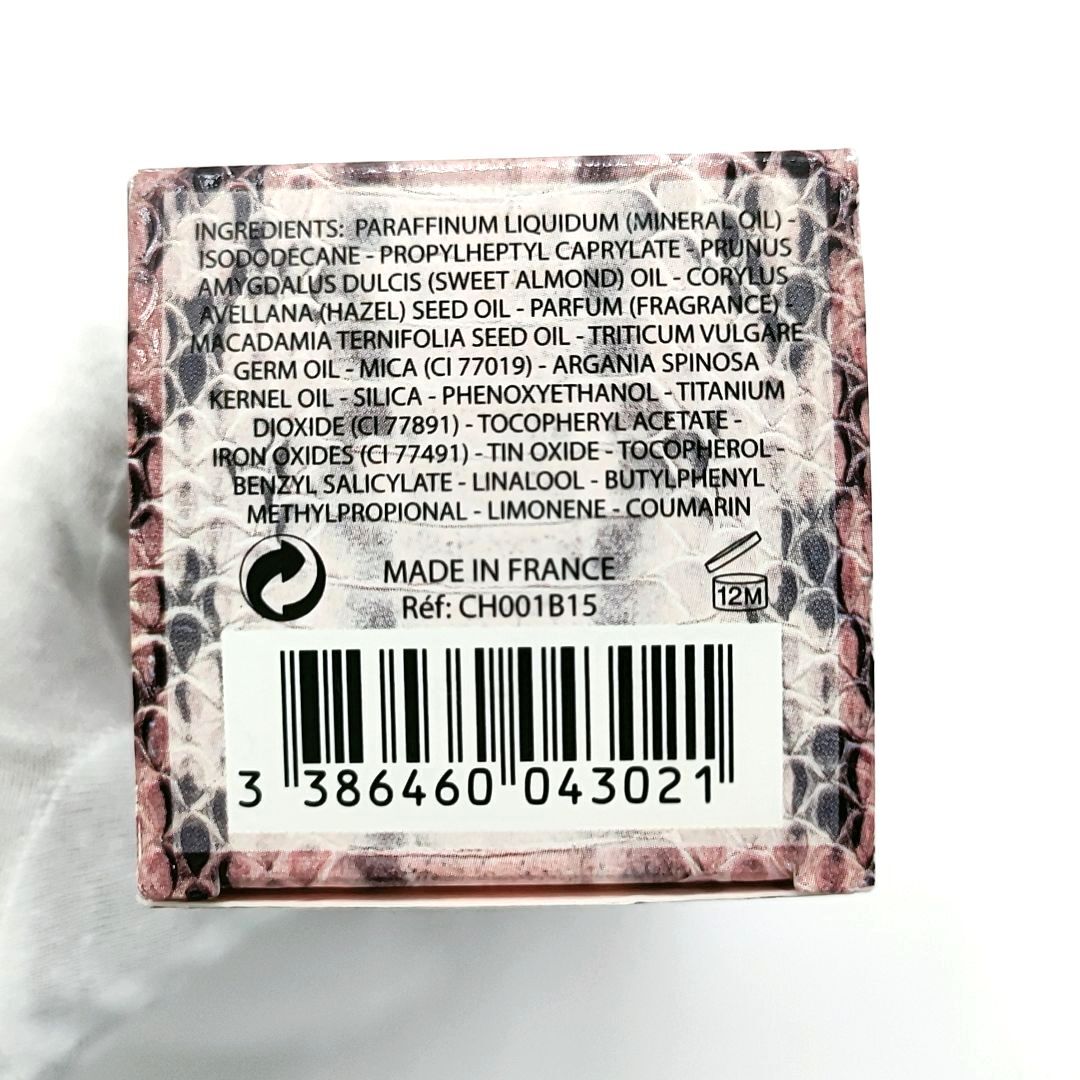 INGREDIENTS: PARAFFINUM LIQUIDUM (MINERAL OIL) -
ISODODECANE - PROPYLHEPTYL CAPRYLATE - PRUNUS
AMYGDALUS DULCIS (SWEET ALMOND) OIL - CORYLUS
AVELLANA (HAZEL) SEED OIL - PARFUM (FRAGRANCE) -
MACADAMIA TERNIFOLIA SEED OIL - TRITICUM VULGARE
GERM OIL - MICA (CI 77019) - ARGANIA SPINOSA
KERNEL OIL - SILICA - PHENOXYETHANOL - TITANIUM
DIOXIDE (CI 77891) - TOCOPHERYL ACETATE -
IRON OXIDES (CI 77491) - TIN OXIDE - TOCOPHEROL -
BENZYL SALICYLATE - LINALOOL - BUTYLPHENYL
METHYLPROPIONAL - LIMONENE - COUMARIN
MADE IN FRANCE
Réf: CH001B15
12M
3 386460 043021